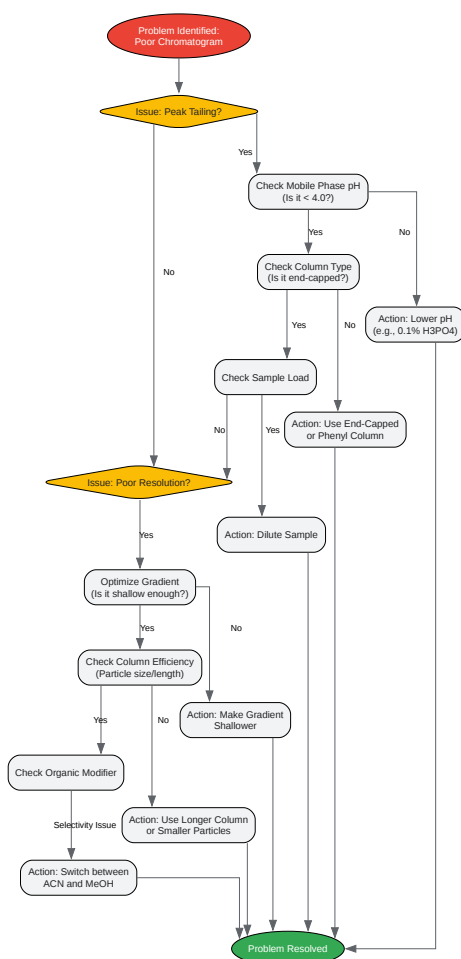 Problem Identified:
Poor Chromatogram
Issue: Peak Tailing?
Yes
Check Mobile Phase pH
(Is it < 4.0?)
Yes
No
Check Column Type
(Is it end-capped?)
No
Yes
No
Action: Lower pH
(e.g., 0.1% H3PO4)
Check Sample Load
No
Yes
Action: Use End-Capped
or Phenyl Column
Issue: Poor Resolution?
Yes
Action: Dilute Sample
Optimize Gradient
(Is it shallow enough?)
Yes
No
Check Column Efficiency
(Particle size/length)
Yes
No
Action: Make Gradient
Shallower
Check Organic Modifier
Selectivity Issue
Action: Use Longer Column
or Smaller Particles
Action: Switch between
ACN and MeOH
Problem Resolved